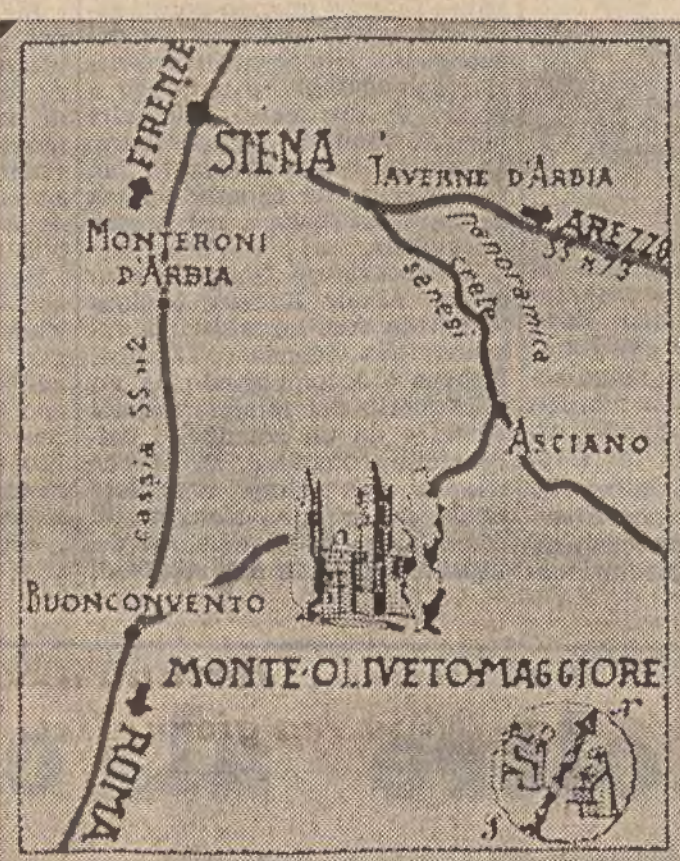 FIRENZE
SIENA
TAVERNE D'ARBIA
AREZZO
SS n 73
MONTERONI
D'ARBIA
panoramica
crete
senesi
cassia SS n 2
ASCIANO
BUONCONVENTO
MONTE·OLIVETO·MAGGIORE
ROMA
S